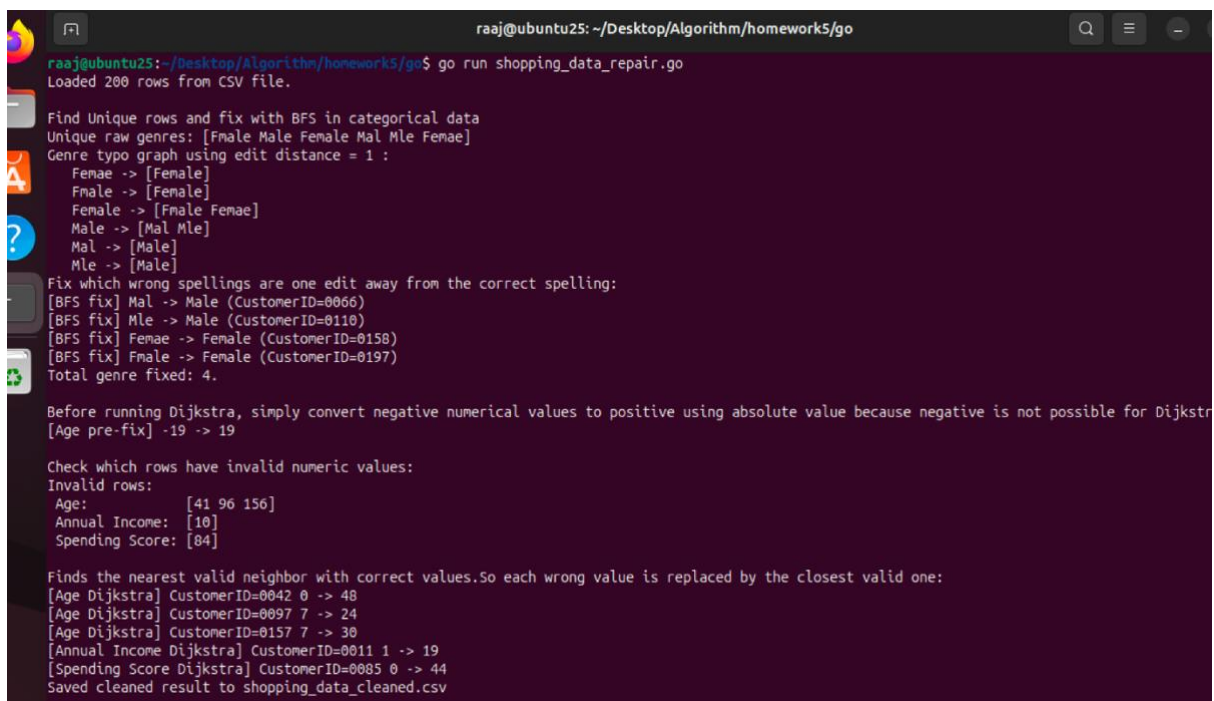 raaj@ubuntu25: ~/Desktop/Algorithm/homework5/go
raaj@ubuntu25:~/Desktop/Algorithm/homework5/go$ go run shopping_data_repair.go
Loaded 200 rows from CSV file.
Find Unique rows and fix with BFS in categorical data
Unique raw genres: [Fmale Male Female Mal Mle Femae]
Genre typo graph using edit distance = 1 :
Femae -> [Female]
Fmale -> [Female]
Female -> [Fmale Femae]
Male -> [Mal Mle]
Mal -> [Male]
Mle -> [Male]
Fix which wrong spellings are one edit away from the correct spelling:
[BFS fix] Mal -> Male (CustomerID=0066)
[BFS fix] Mle -> Male (CustomerID=0110)
[BFS fix] Femae -> Female (CustomerID=0158)
[BFS fix] Fmale -> Female (CustomerID=0197)
Total genre fixed: 4.
Before running Dijkstra, simply convert negative numerical values to positive using absolute value because negative is not possible for Dijkstr
[Age pre-fix] -19 -> 19
Check which rows have invalid numeric values:
Invalid rows:
Age: [41 96 156]
Annual Income: [10]
Spending Score: [84]
Finds the nearest valid neighbor with correct values.So each wrong value is replaced by the closest valid one:
[Age Dijkstra] CustomerID=0042 0 -> 48
[Age Dijkstra] CustomerID=0097 7 -> 24
[Age Dijkstra] CustomerID=0157 7 -> 30
[Annual Income Dijkstra] CustomerID=0011 1 -> 19
[Spending Score Dijkstra] CustomerID=0085 0 -> 44
Saved cleaned result to shopping_data_cleaned.csv